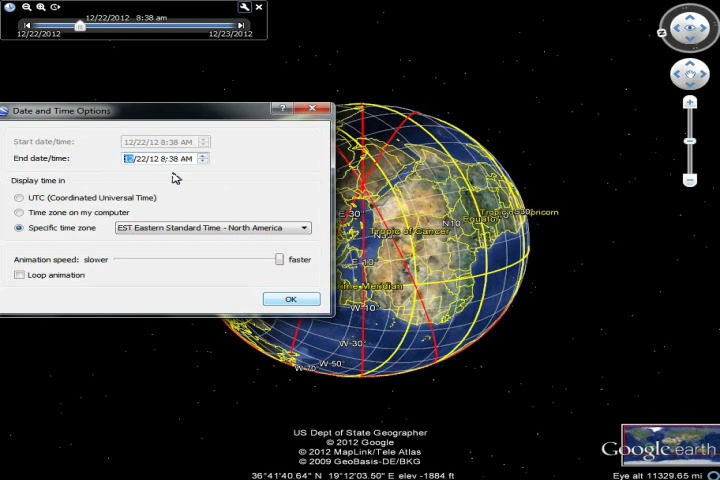 12/22/2012 8:38 AM
12/22/2012
12/23/2012
Date and Time Options
Start date/time: 12/22/12 8:38 AM
End date/time: 12/22/12 8:38 AM
Display time in
UTC (Coordinated Universal Time)
Time zone on my computer
Specific time zone EST Eastern Standard Time - North America
Animation speed: slower faster
Loop animation
OK
E-30°
N10
Equator
Tropic of Capricorn
Tropic of Cancer
E-10
Prime Meridian
W-10°
W-30°
W-50°
W-70
US Dept of State Geographer
© 2012 Google
© 2012 MapLink/Tele Atlas
© 2009 GeoBasis-DE/BKG
Google earth
36°41'40.64" N 19°12'03.50" E elev -1884 ft
Eye alt 11329.65 mi